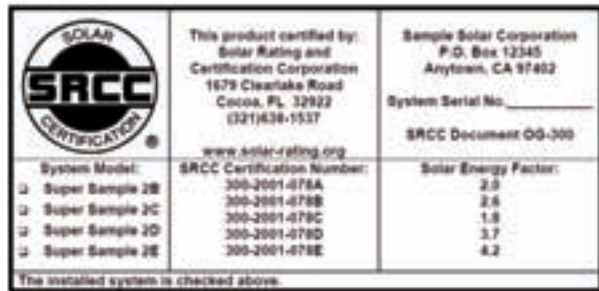 SOLAR
SRCC
CERTIFICATION
®
This product certified by:
Solar Rating and
Certification Corporation
1679 Clearlake Road
Cocoa, FL 32922
(321)638-1537
www.solar-rating.org
Sample Solar Corporation
P.O. Box 12345
Anytown, CA 97402
System Serial No.
SRCC Document OG-300
System Model:
Super Sample 2B
Super Sample 2C
Super Sample 2D
Super Sample 2E
SRCC Certification Number:
300-2001-078A
300-2001-078B
300-2001-078C
300-2001-078D
300-2001-078E
Solar Energy Factor:
2.0
2.6
1.8
3.7
4.2
The installed system is checked above.